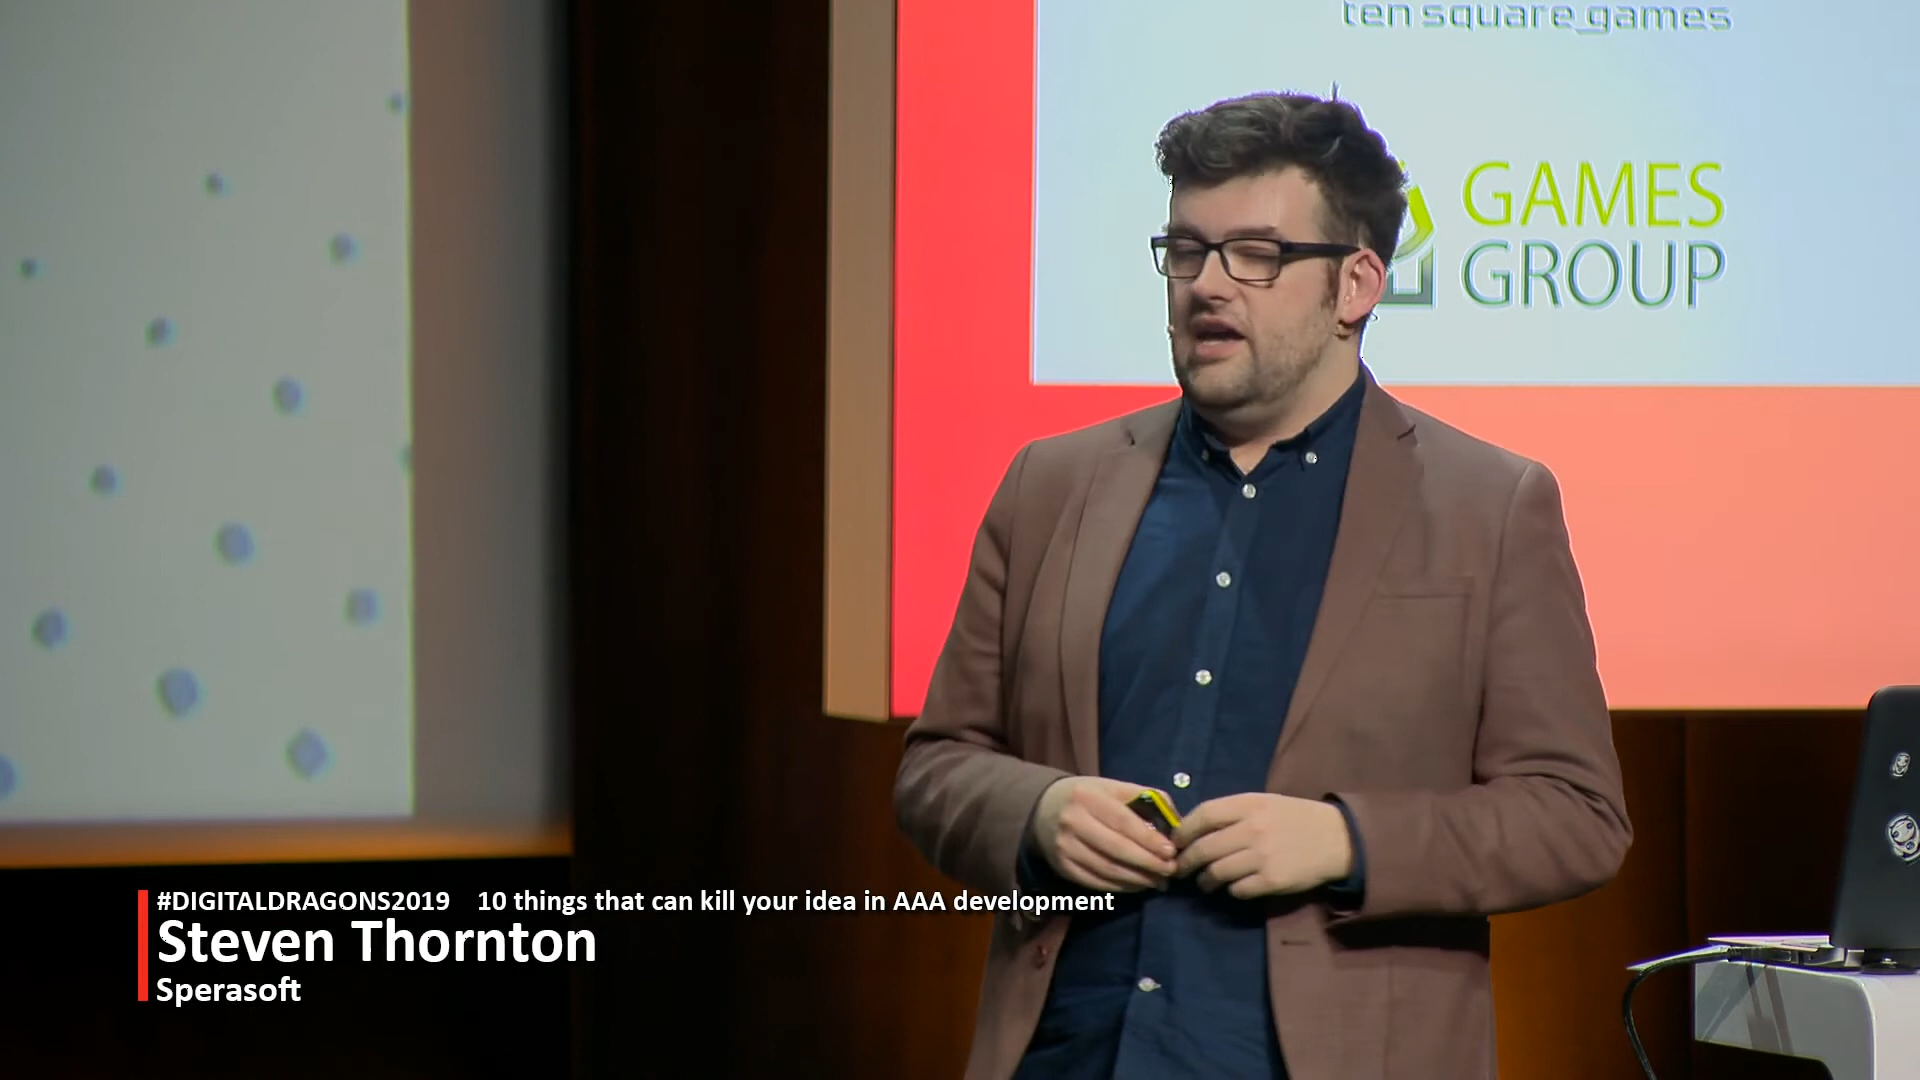 ten square games
GAMES
GROUP
#DIGITALDRAGONS2019 10 things that can kill your idea in AAA development
Steven Thornton
Sperasoft